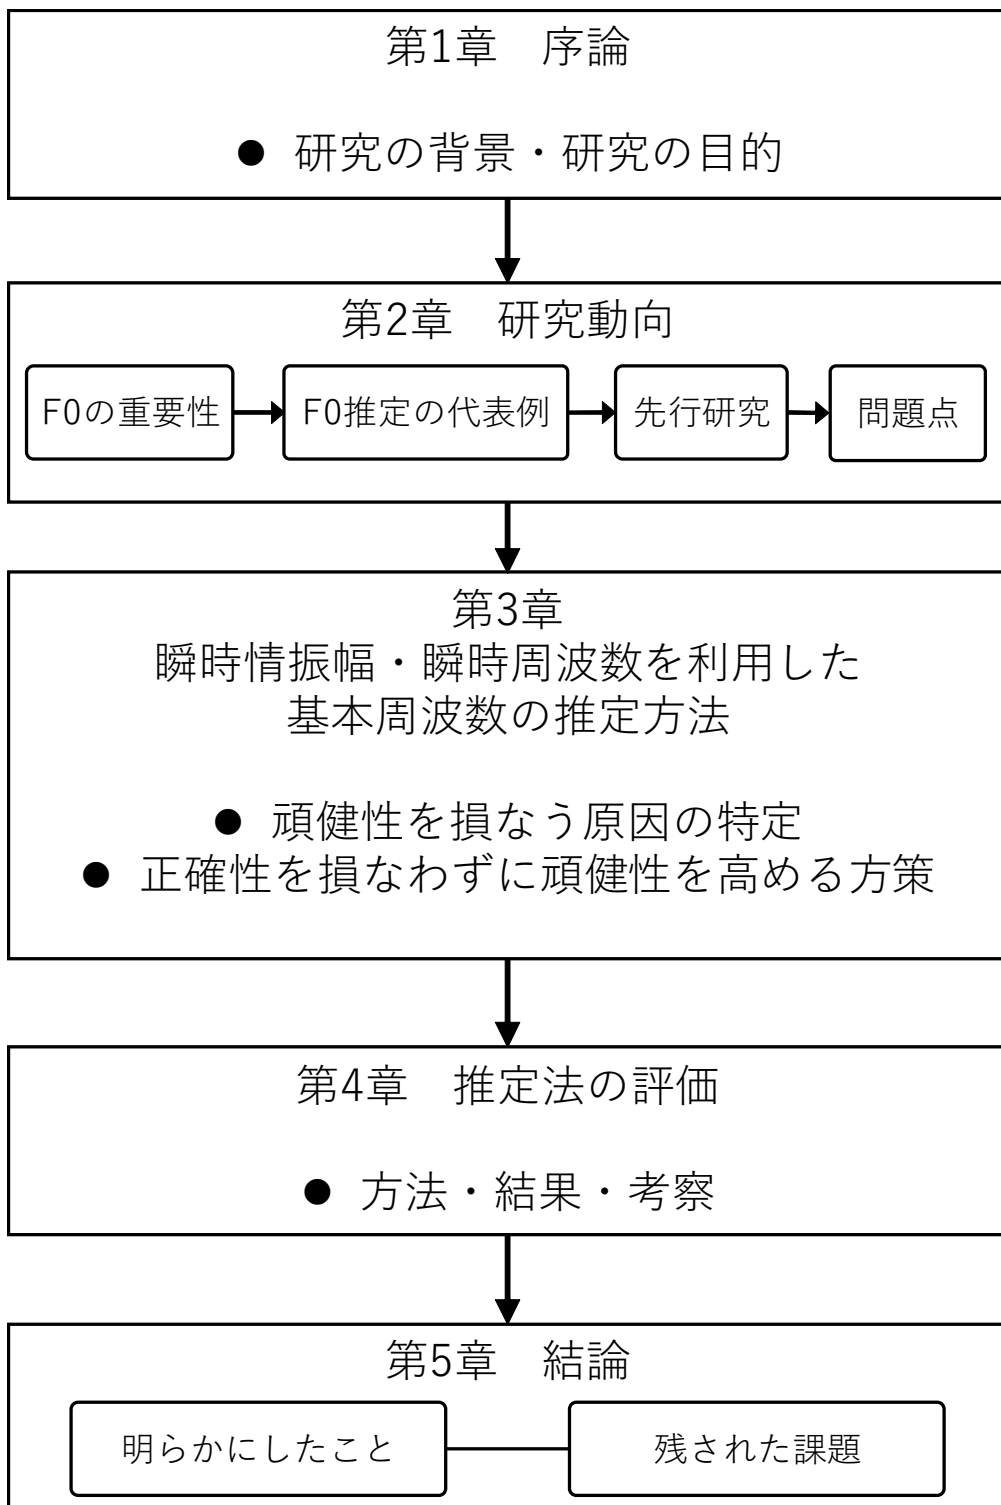 第1章　序論
● 研究の背景・研究の目的
第2章　研究動向
F0の重要性
F0推定の代表例
先行研究
問題点
第3章
瞬時情振幅・瞬時周波数を利用した
基本周波数の推定方法
● 頑健性を損なう原因の特定
● 正確性を損なわずに頑健性を高める方策
第4章　推定法の評価
● 方法・結果・考察
第5章　結論
明らかにしたこと
残された課題